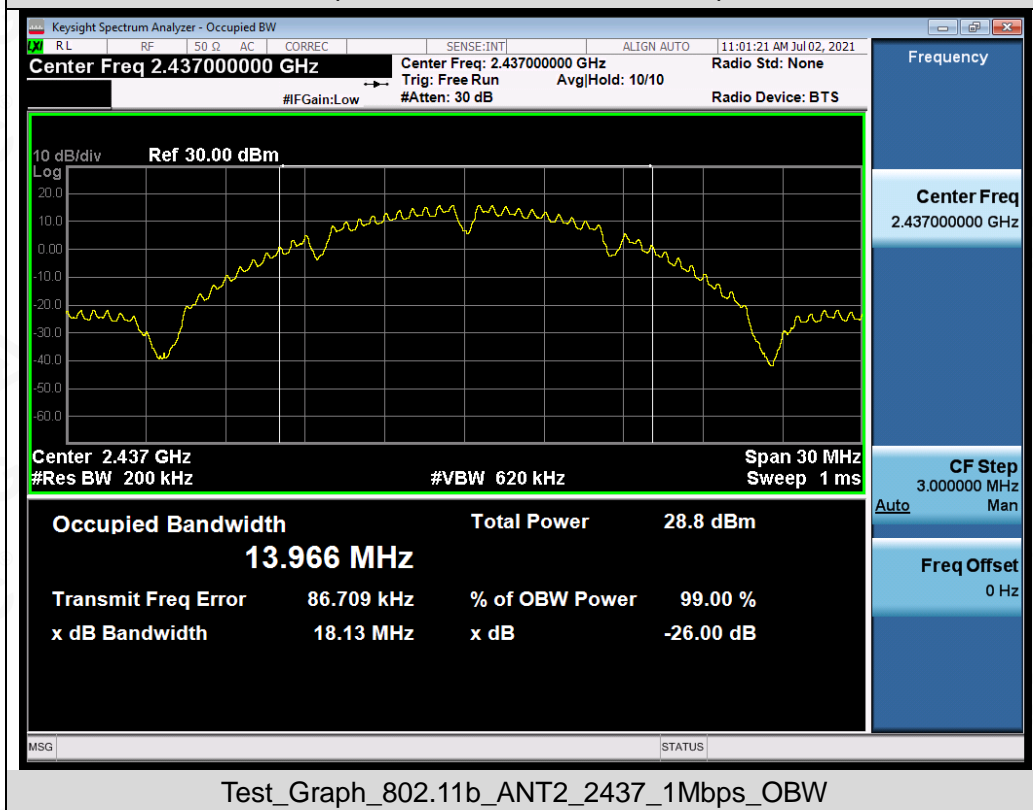 Keysight Spectrum Analyzer - Occupied BW
LXI RL RF 50 Ω AC CORREC SENSE:INT ALIGN AUTO 11:01:21 AM Jul 02, 2021
Center Freq 2.437000000 GHz
Center Freq: 2.437000000 GHz Radio Std: None
Trig: Free Run Avg|Hold: 10/10
#IFGain:Low #Atten: 30 dB Radio Device: BTS
Frequency
10 dB/div Ref 30.00 dBm
Log
20.0
10.0
0.00
-10.0
-20.0
-30.0
-40.0
-50.0
-60.0
Center 2.437 GHz Span 30 MHz
#Res BW 200 kHz #VBW 620 kHz Sweep 1 ms
Center Freq
2.437000000 GHz
CF Step
3.000000 MHz
Auto Man
Freq Offset
0 Hz
Occupied Bandwidth Total Power 28.8 dBm
13.966 MHz
Transmit Freq Error 86.709 kHz % of OBW Power 99.00 %
x dB Bandwidth 18.13 MHz x dB -26.00 dB
MSG STATUS
Test_Graph_802.11b_ANT2_2437_1Mbps_OBW